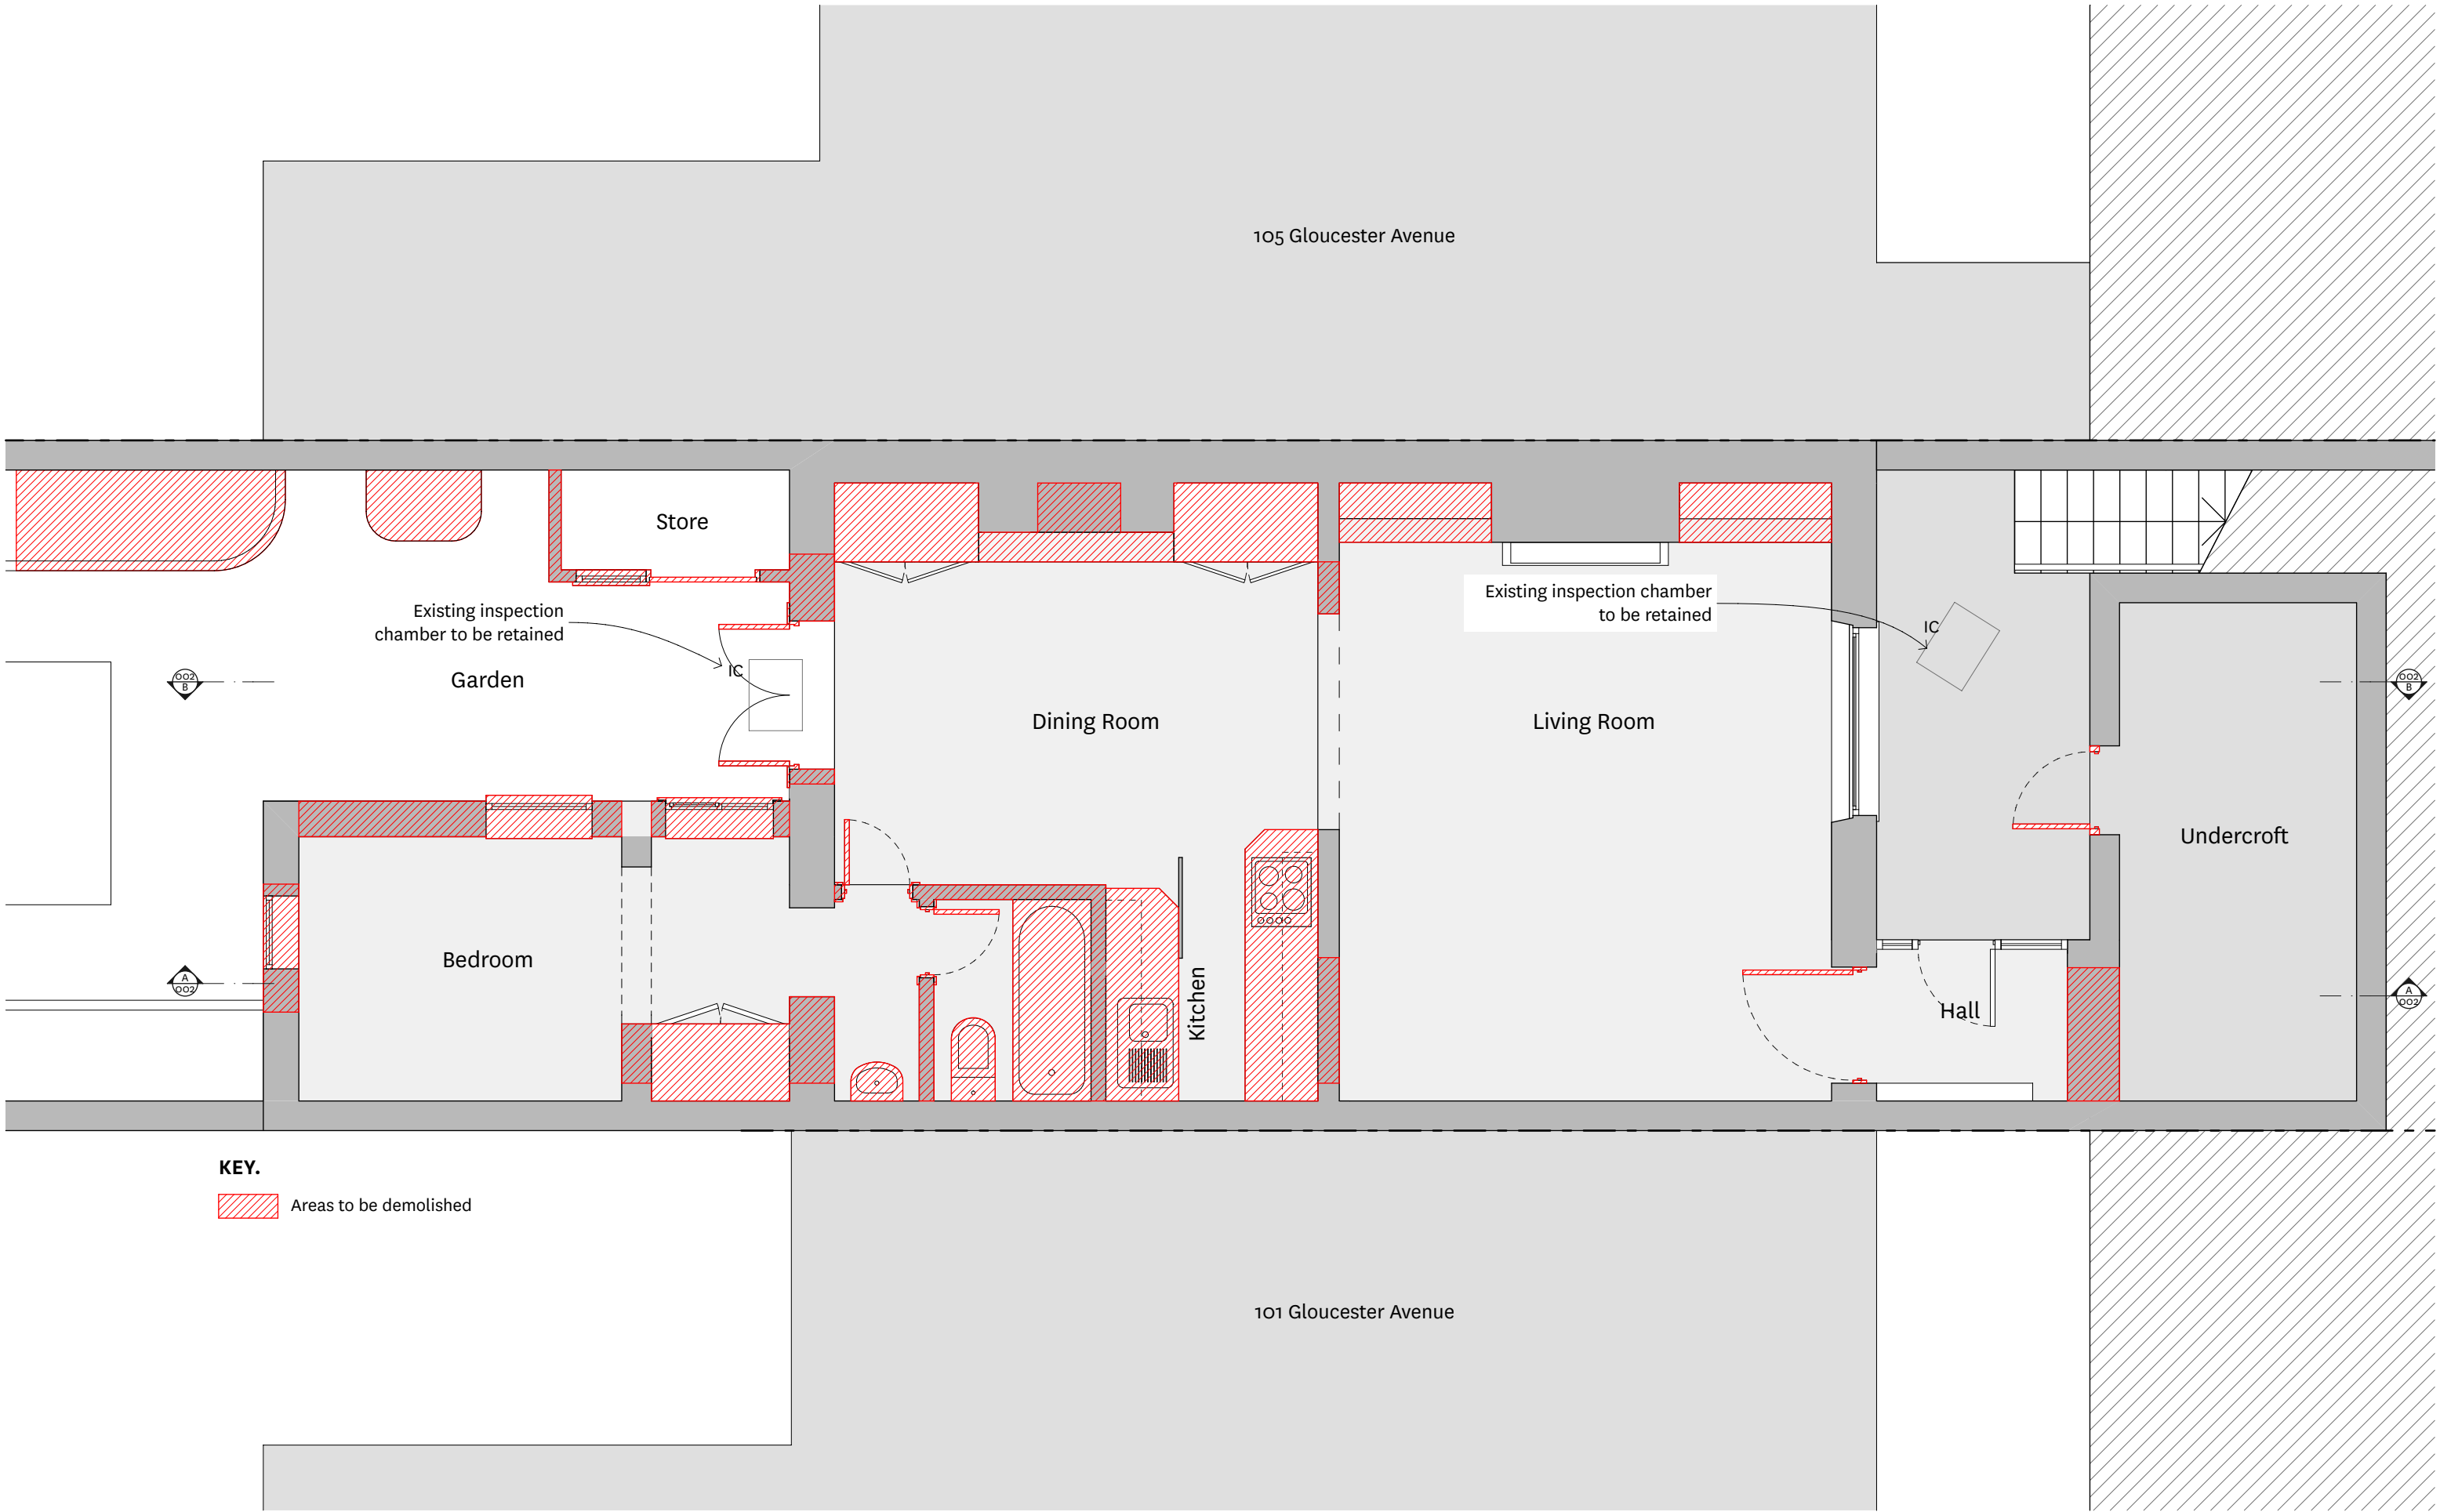 105 Gloucester Avenue
Store
Existing inspection
chamber to be retained
Existing inspection chamber
to be retained
IC
IC
002
B
Garden
002
B
Dining Room
Living Room
Undercroft
Bedroom
A
002
Kitchen
Hall
A
002
KEY.
Areas to be demolished
101 Gloucester Avenue